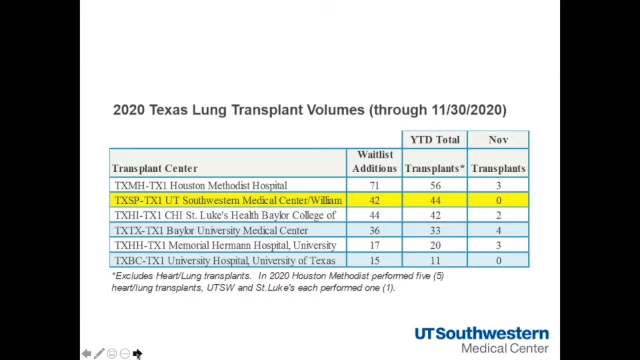 2020 Texas Lung Transplant Volumes (through 11/30/2020)
YTD Total Nov
Transplant Center Waitlist Additions Transplants* Transplants
TXMH-TX1 Houston Methodist Hospital 71 56 3
TXSP-TX1 UT Southwestern Medical Center/William 42 44 0
TXHI-TX1 CHI St. Luke's Health Baylor College of 44 42 2
TXTX-TX1 Baylor University Medical Center 36 33 4
TXHH-TX1 Memorial Hermann Hospital, University 17 20 3
TXBC-TX1 University Hospital, University of Texas 15 11 0
*Excludes Heart/Lung transplants. In 2020 Houston Methodist performed five (5)
heart/lung transplants, UTSW and St.Luke's each performed one (1).
UTSouthwestern
Medical Center